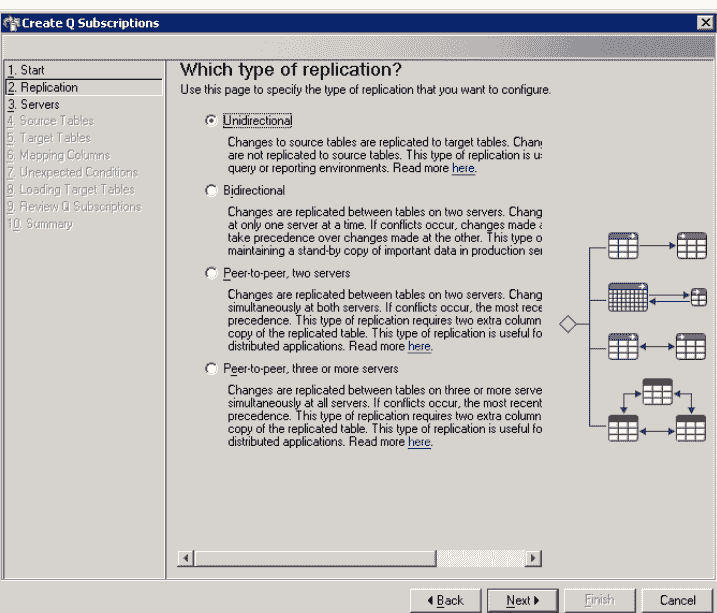 Create Q Subscriptions
1. Start
2. Replication
3. Servers
4. Source Tables
5. Target Tables
6. Mapping Columns
7. Unexpected Conditions
8. Loading Target Tables
9. Review Q Subscriptions
10. Summary
Which type of replication?
Use this page to specify the type of replication that you want to configure.
Unidirectional
Changes to source tables are replicated to target tables. Chang
are not replicated to source tables. This type of replication is us
query or reporting environments. Read more here.
Bidirectional
Changes are replicated between tables on two servers. Chang
at only one server at a time. If conflicts occur, changes made
take precedence over changes made at the other. This type o
maintaining a stand-by copy of important data in production ser
Peer-to-peer, two servers
Changes are replicated between tables on two servers. Chang
simultaneously at both servers. If conflicts occur, the most rece
precedence. This type of replication requires two extra column
copy of the replicated table. This type of replication is useful fo
distributed applications. Read more here.
Peer-to-peer, three or more servers
Changes are replicated between tables on three or more serve
simultaneously at all servers. If conflicts occur, the most recent
precedence. This type of replication requires two extra column
copy of the replicated table. This type of replication is useful fo
distributed applications. Read more here.
Back
Next
Finish
Cancel